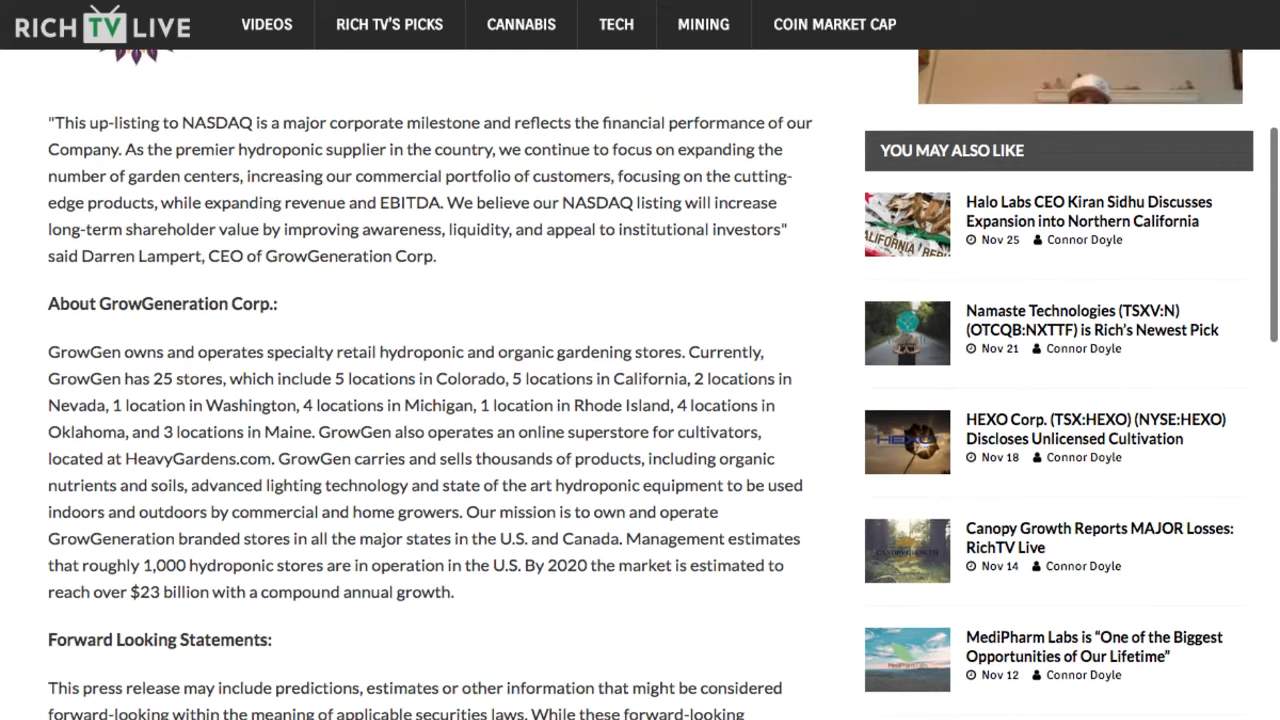 RICH TV LIVE
VIDEOS
RICH TV'S PICKS
CANNABIS
TECH
MINING
COIN MARKET CAP
"This up-listing to NASDAQ is a major corporate milestone and reflects the financial performance of our
Company. As the premier hydroponic supplier in the country, we continue to focus on expanding the
number of garden centers, increasing our commercial portfolio of customers, focusing on the cutting-
edge products, while expanding revenue and EBITDA. We believe our NASDAQ listing will increase
long-term shareholder value by improving awareness, liquidity, and appeal to institutional investors"
said Darren Lampert, CEO of GrowGeneration Corp.
About GrowGeneration Corp.:
GrowGen owns and operates specialty retail hydroponic and organic gardening stores. Currently,
GrowGen has 25 stores, which include 5 locations in Colorado, 5 locations in California, 2 locations in
Nevada, 1 location in Washington, 4 locations in Michigan, 1 location in Rhode Island, 4 locations in
Oklahoma, and 3 locations in Maine. GrowGen also operates an online superstore for cultivators,
located at HeavyGardens.com. GrowGen carries and sells thousands of products, including organic
nutrients and soils, advanced lighting technology and state of the art hydroponic equipment to be used
indoors and outdoors by commercial and home growers. Our mission is to own and operate
GrowGeneration branded stores in all the major states in the U.S. and Canada. Management estimates
that roughly 1,000 hydroponic stores are in operation in the U.S. By 2020 the market is estimated to
reach over $23 billion with a compound annual growth.
Forward Looking Statements:
This press release may include predictions, estimates or other information that might be considered
forward-looking within the meaning of applicable securities laws. While these forward-looking
YOU MAY ALSO LIKE
Halo Labs CEO Kiran Sidhu Discusses
Expansion into Northern California
Nov 25 Connor Doyle
Namaste Technologies (TSXV:N)
(OTCQB:NXTTF) is Rich's Newest Pick
Nov 21 Connor Doyle
HEXO
HEXO Corp. (TSX:HEXO) (NYSE:HEXO)
Discloses Unlicensed Cultivation
Nov 18 Connor Doyle
CANOPY GROWTH
Canopy Growth Reports MAJOR Losses:
RichTV Live
Nov 14 Connor Doyle
MediPharm Labs
MediPharm Labs is “One of the Biggest
Opportunities of Our Lifetime”
Nov 12 Connor Doyle